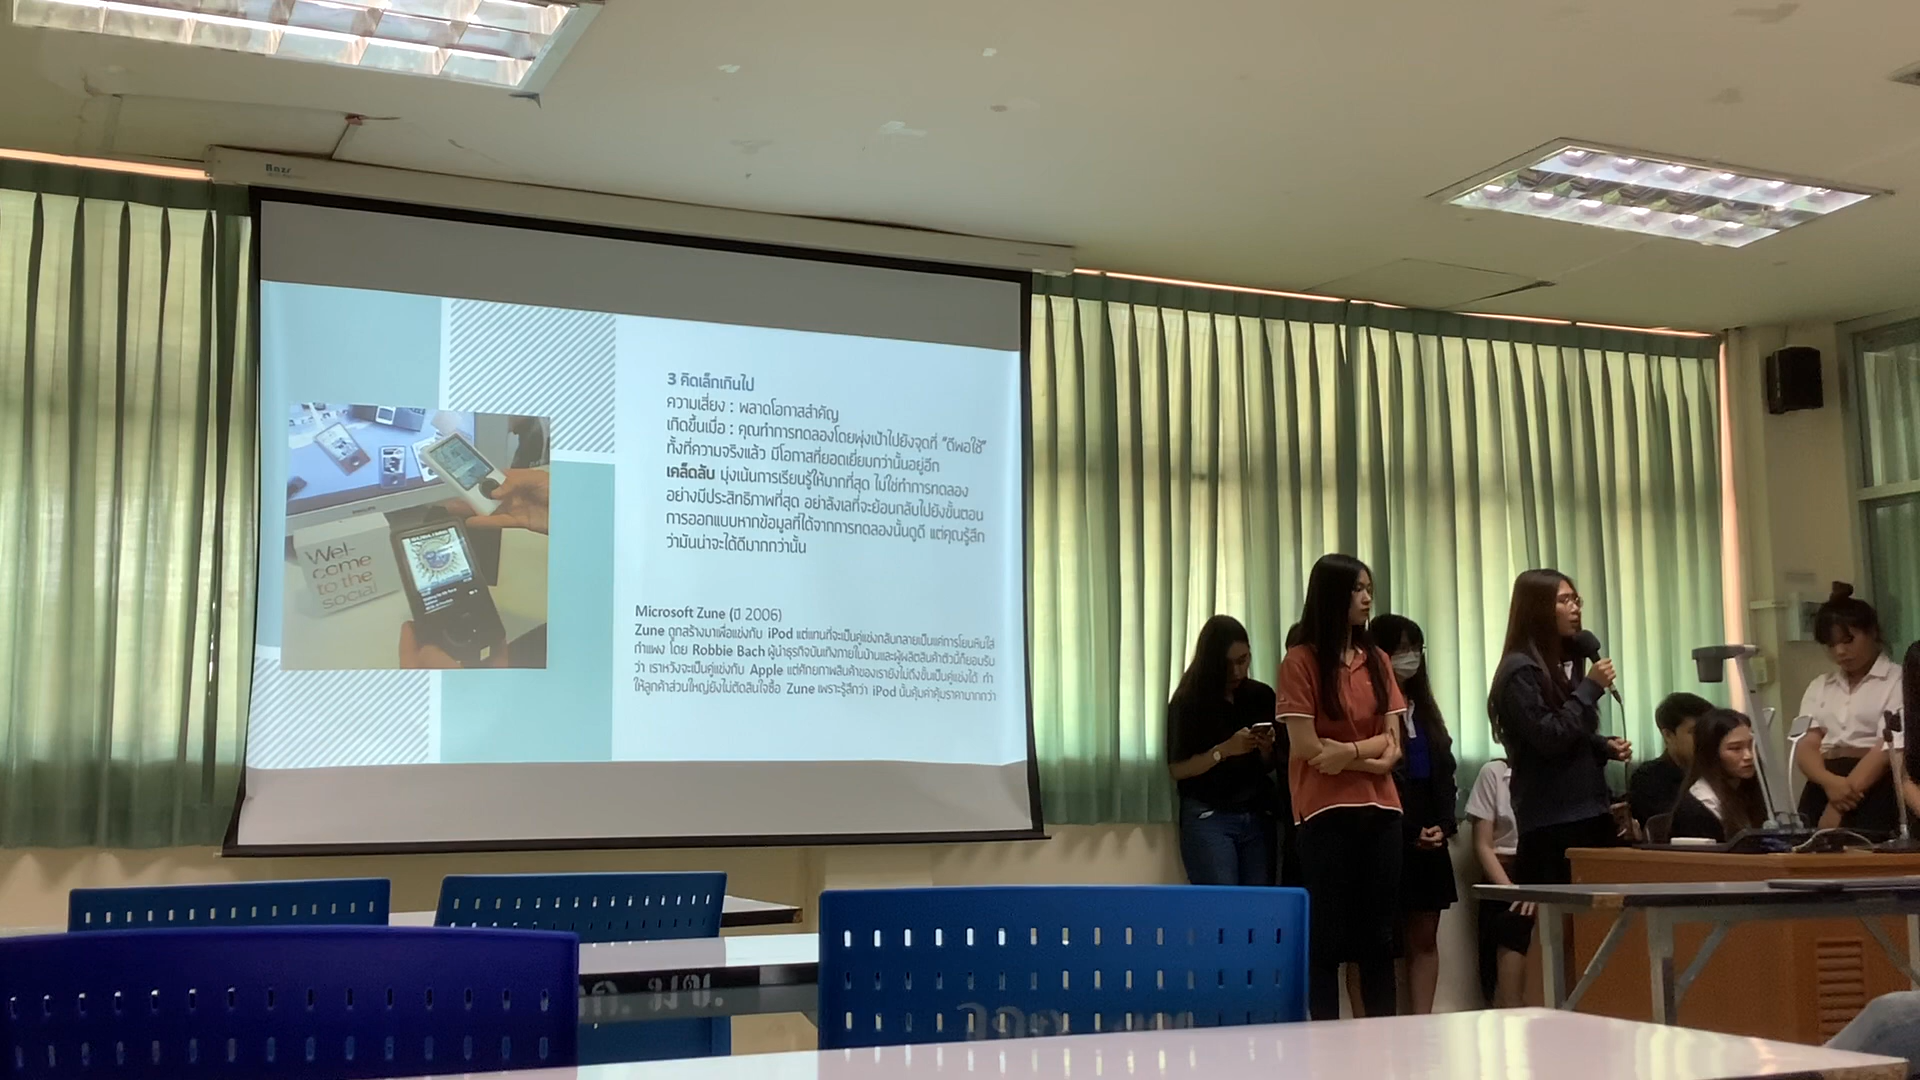 3 คิดเล็กเกินไป
ความเสี่ยง : พลาดโอกาสสำคัญ
เกิดขึ้นเมื่อ : คุณทำการทดลองโดยพุ่งเป้าไปยังจุดที่ “ดีพอใช้”
ทั้งที่ความจริงแล้ว มีโอกาสที่ยอดเยี่ยมกว่านั้นอยู่อีก
เคล็ดลับ มุ่งเน้นการเรียนรู้ให้มากที่สุด ไม่ใช่ทำการทดลอง
อย่างมีประสิทธิภาพที่สุด อย่าลังเลที่จะย้อนกลับไปยังขั้นตอน
การออกแบบหากข้อมูลที่ได้จากการทดลองนั้นดูดี แต่คุณรู้สึก
ว่ามันน่าจะได้ดีมากกว่านั้น
Wel-
come
to the
social
Microsoft Zune (ปี 2006)
Zune ถูกสร้างมาเพื่อแข่งกับ iPod แต่แทนที่จะเป็นคู่แข่งกลับกลายเป็นแค่การโยนหินใส่
กำแพง โดย Robbie Bach ผู้นำธุรกิจบันเทิงภายในบ้านและผู้ผลิตสินค้าตัวนี้ก็ยอมรับ
ว่า เราหวังจะเป็นคู่แข่งกับ Apple แต่ศักยภาพสินค้าของเรายังไม่ถึงขั้นเป็นคู่แข่งได้ ทำ
ให้ลูกค้าส่วนใหญ่ยังไม่ตัดสินใจซื้อ Zune เพราะรู้สึกว่า iPod นั้นคุ้มค่าคุ้มราคามากกว่า
มข.